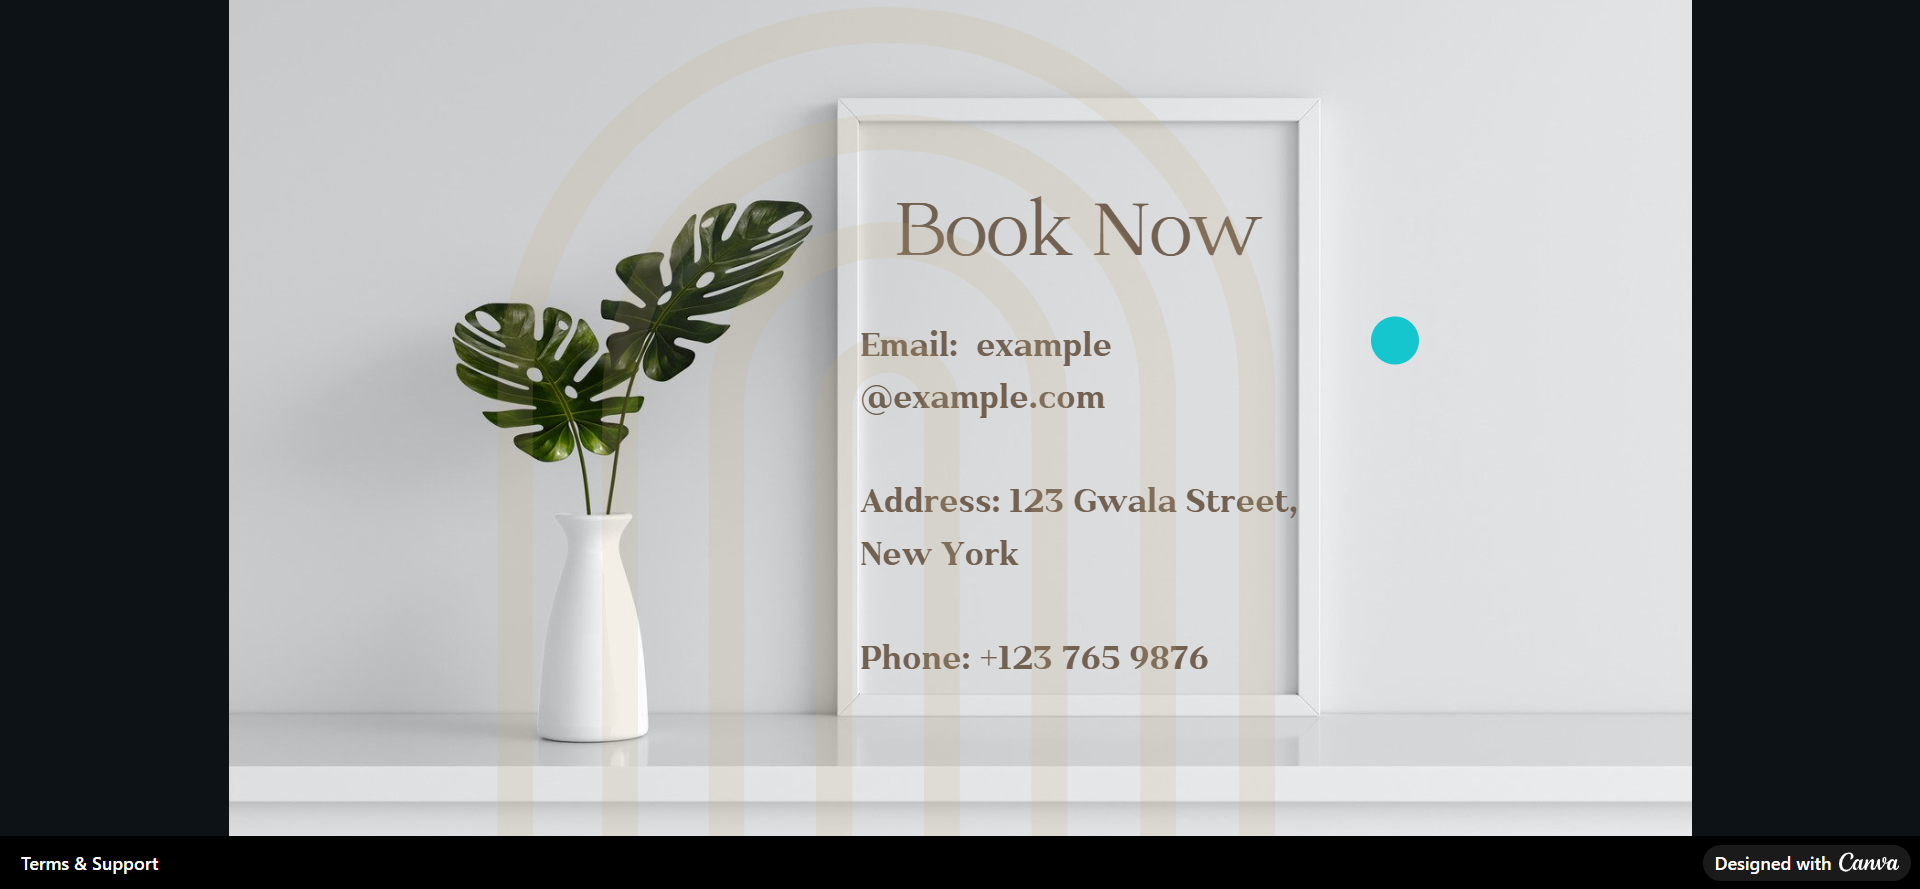 Book Now
Email:  example
@example.com
Address: 123 Gwala Street,
New York
Phone: +123 765 9876
Terms & Support
Designed with Canva